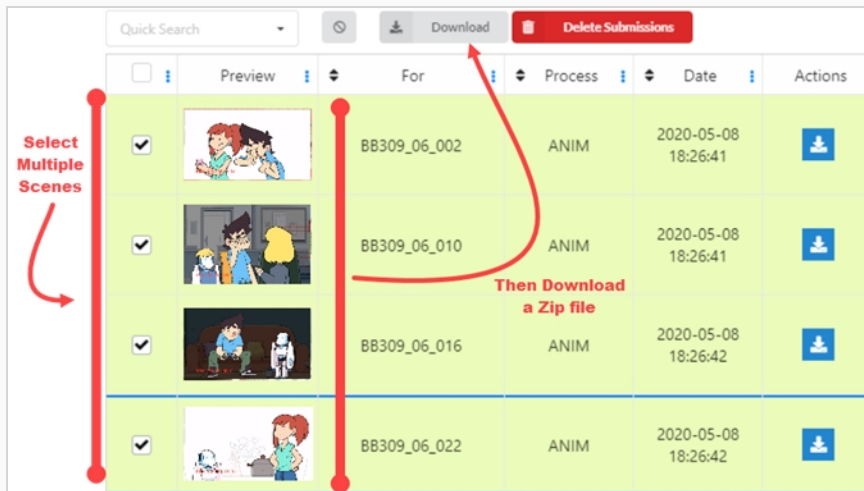 Quick Search
Download
Delete Submissions
Preview
For
Process
Date
Actions
Select
Multiple
Scenes
BB309_06_002
ANIM
2020-05-08
18:26:41
BB309_06_010
ANIM
2020-05-08
18:26:41
Then Download
a Zip file
BB309_06_016
ANIM
2020-05-08
18:26:42
BB309_06_022
ANIM
2020-05-08
18:26:42